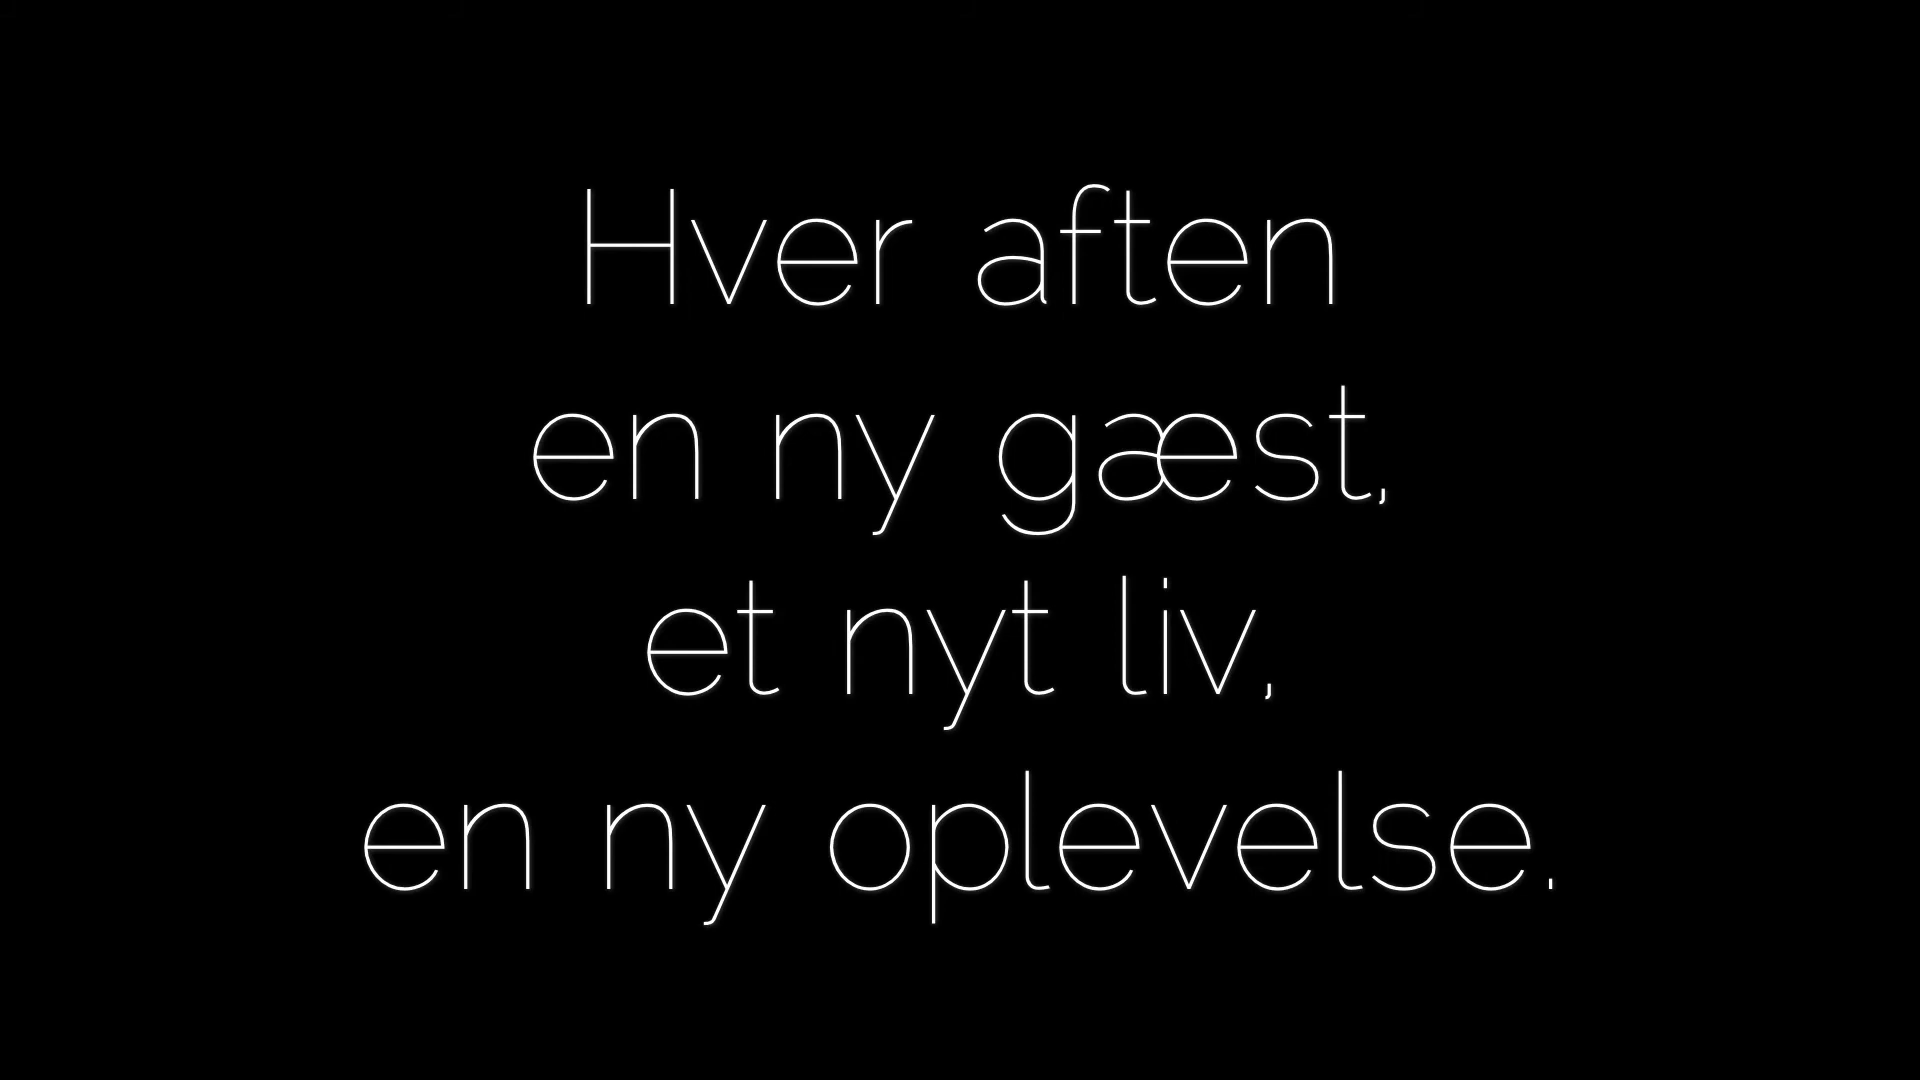 Hver aften
en ny gæst,
et nyt liv,
en ny oplevelse.